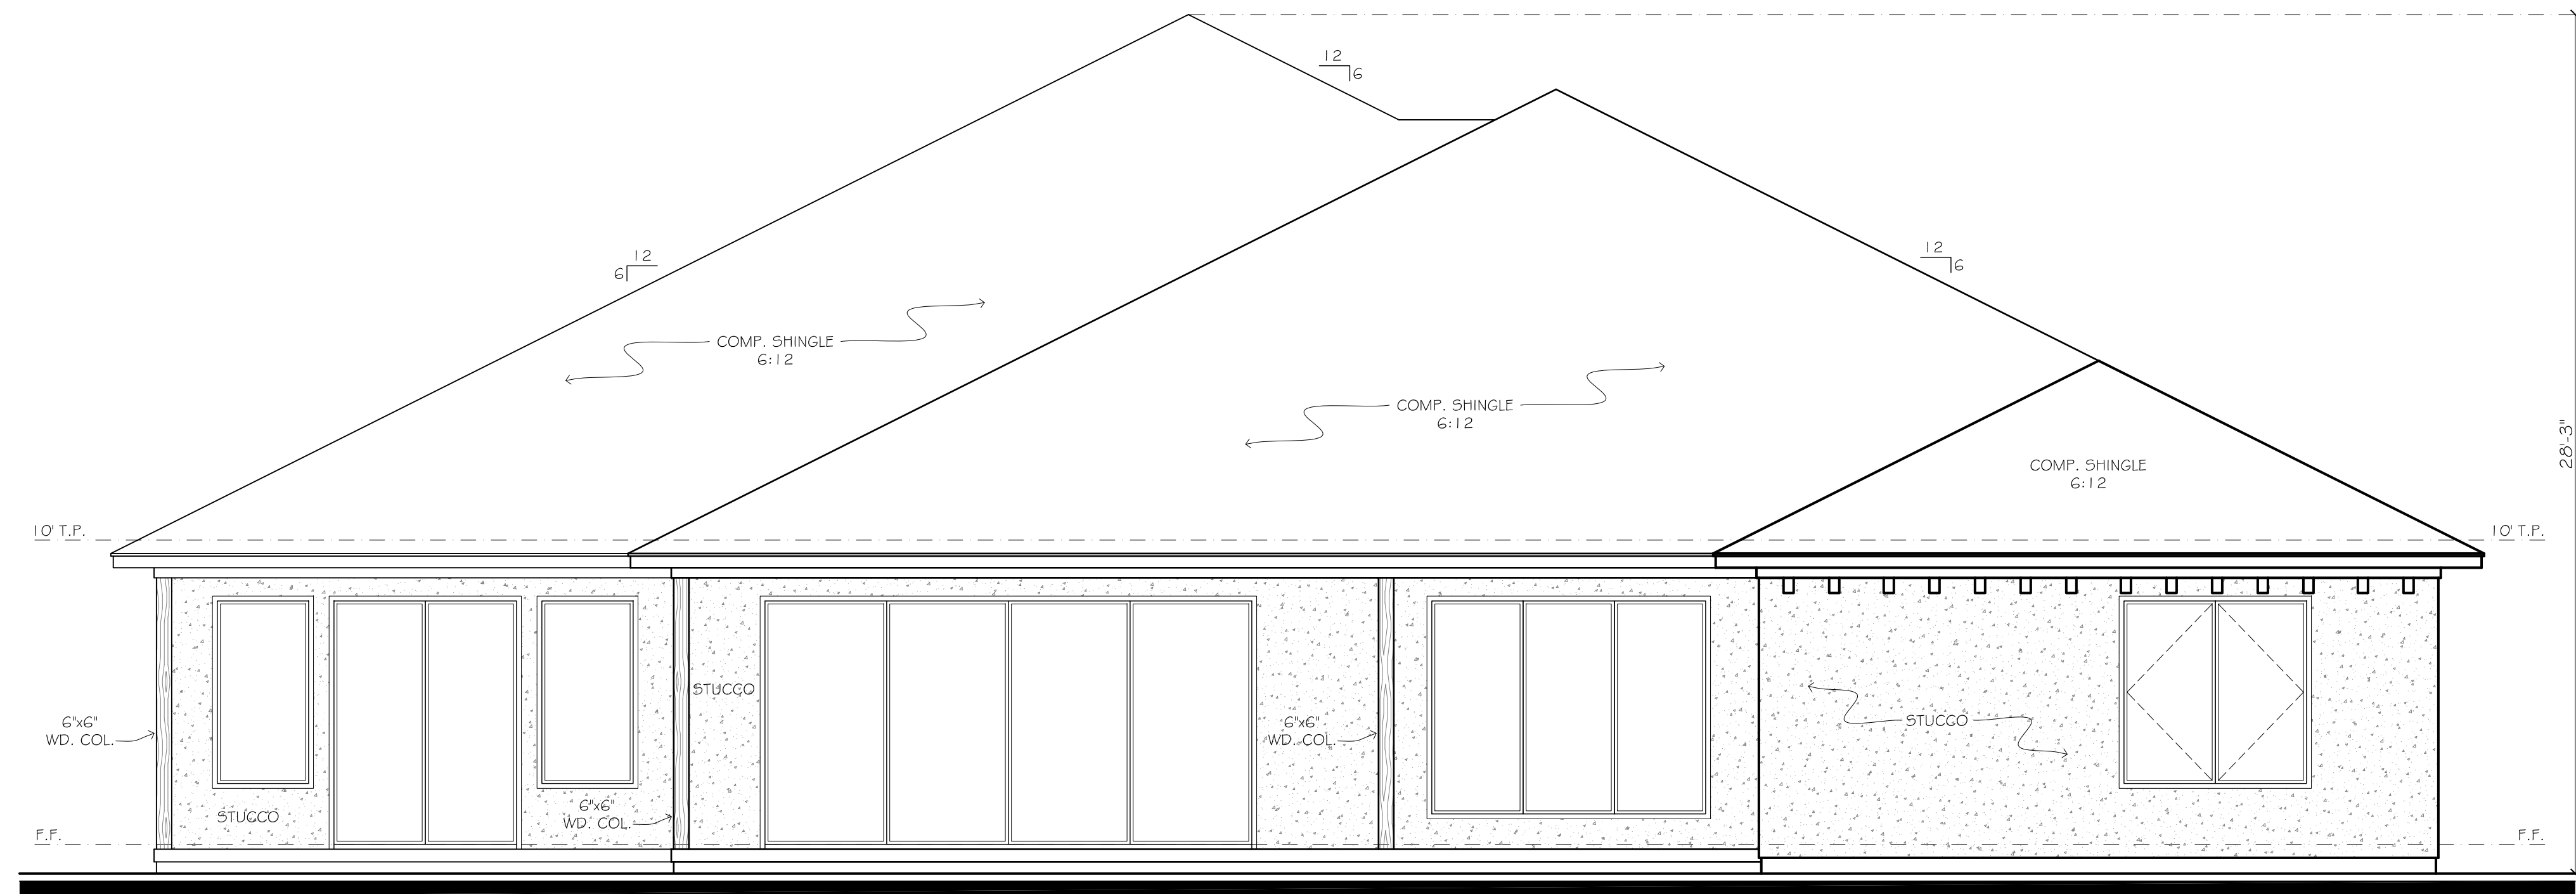 12
6
12
6
12
6
COMP. SHINGLE
6:12
COMP. SHINGLE
6:12
COMP. SHINGLE
6:12
28'-3"
10' T.P.
10' T.P.
STUCCO
6"x6"
WD. COL.
6"x6"
WD. COL.
STUCCO
6"x6"
WD. COL.
STUCCO
F.F.
F.F.